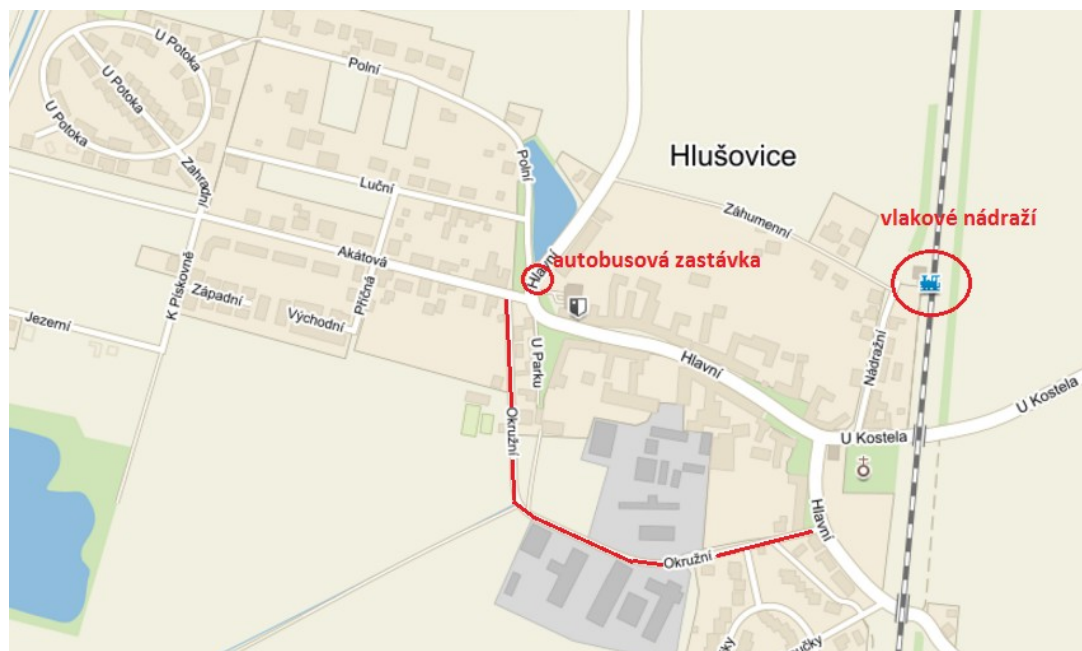 U Potoka
U Potoka
U Potoka
Polní
Polní
Hlušovice
Zahradní
Luční
Záhumenní
vlakové nádraží
Hlavní
autobusová zastávka
Akátová
K Pískovně
Západní
Příčná
Východní
Jezerní
U Parku
Hlavní
Nádražní
U Kostela
U Kostela
Okružní
Hlavní
Okružní